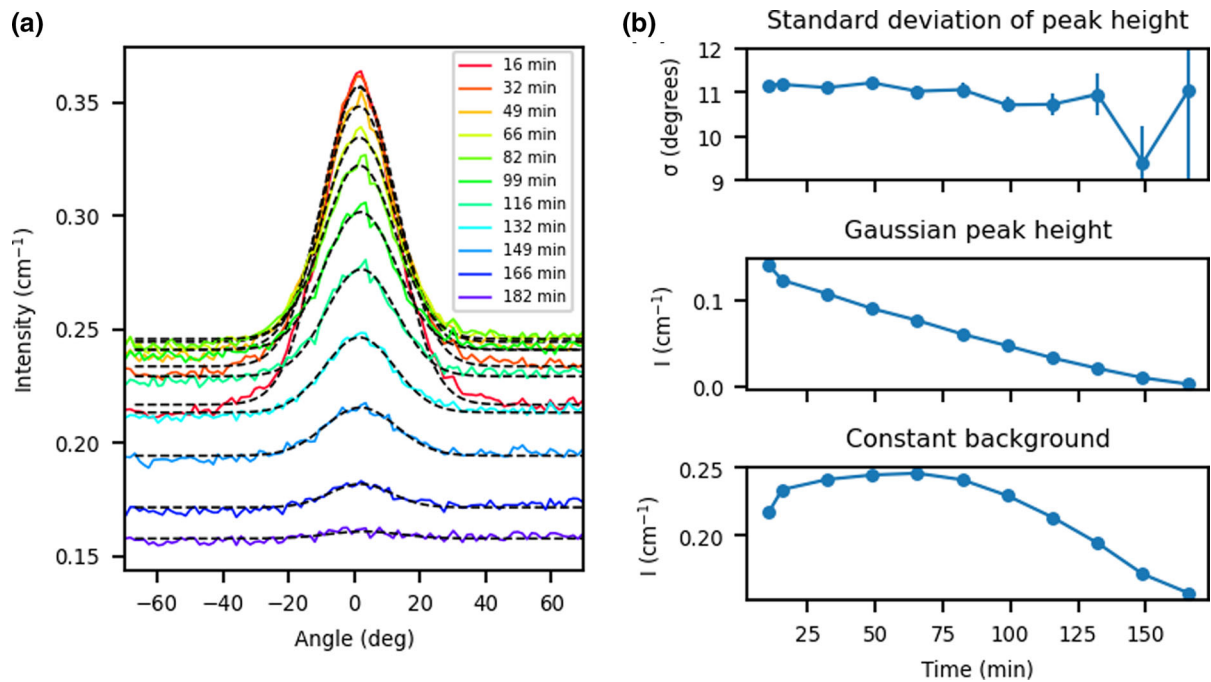 (a)
Intensity (cm⁻¹)
0.35
0.30
0.25
0.20
0.15
−60
−40
−20
0
20
40
60
Angle (deg)
16 min
32 min
49 min
66 min
82 min
99 min
116 min
132 min
149 min
166 min
182 min
(b)
Standard deviation of peak height
σ (degrees)
12
11
10
9
Gaussian peak height
I (cm⁻¹)
0.1
0.0
Constant background
I (cm⁻¹)
0.25
0.20
25
50
75
100
125
150
Time (min)